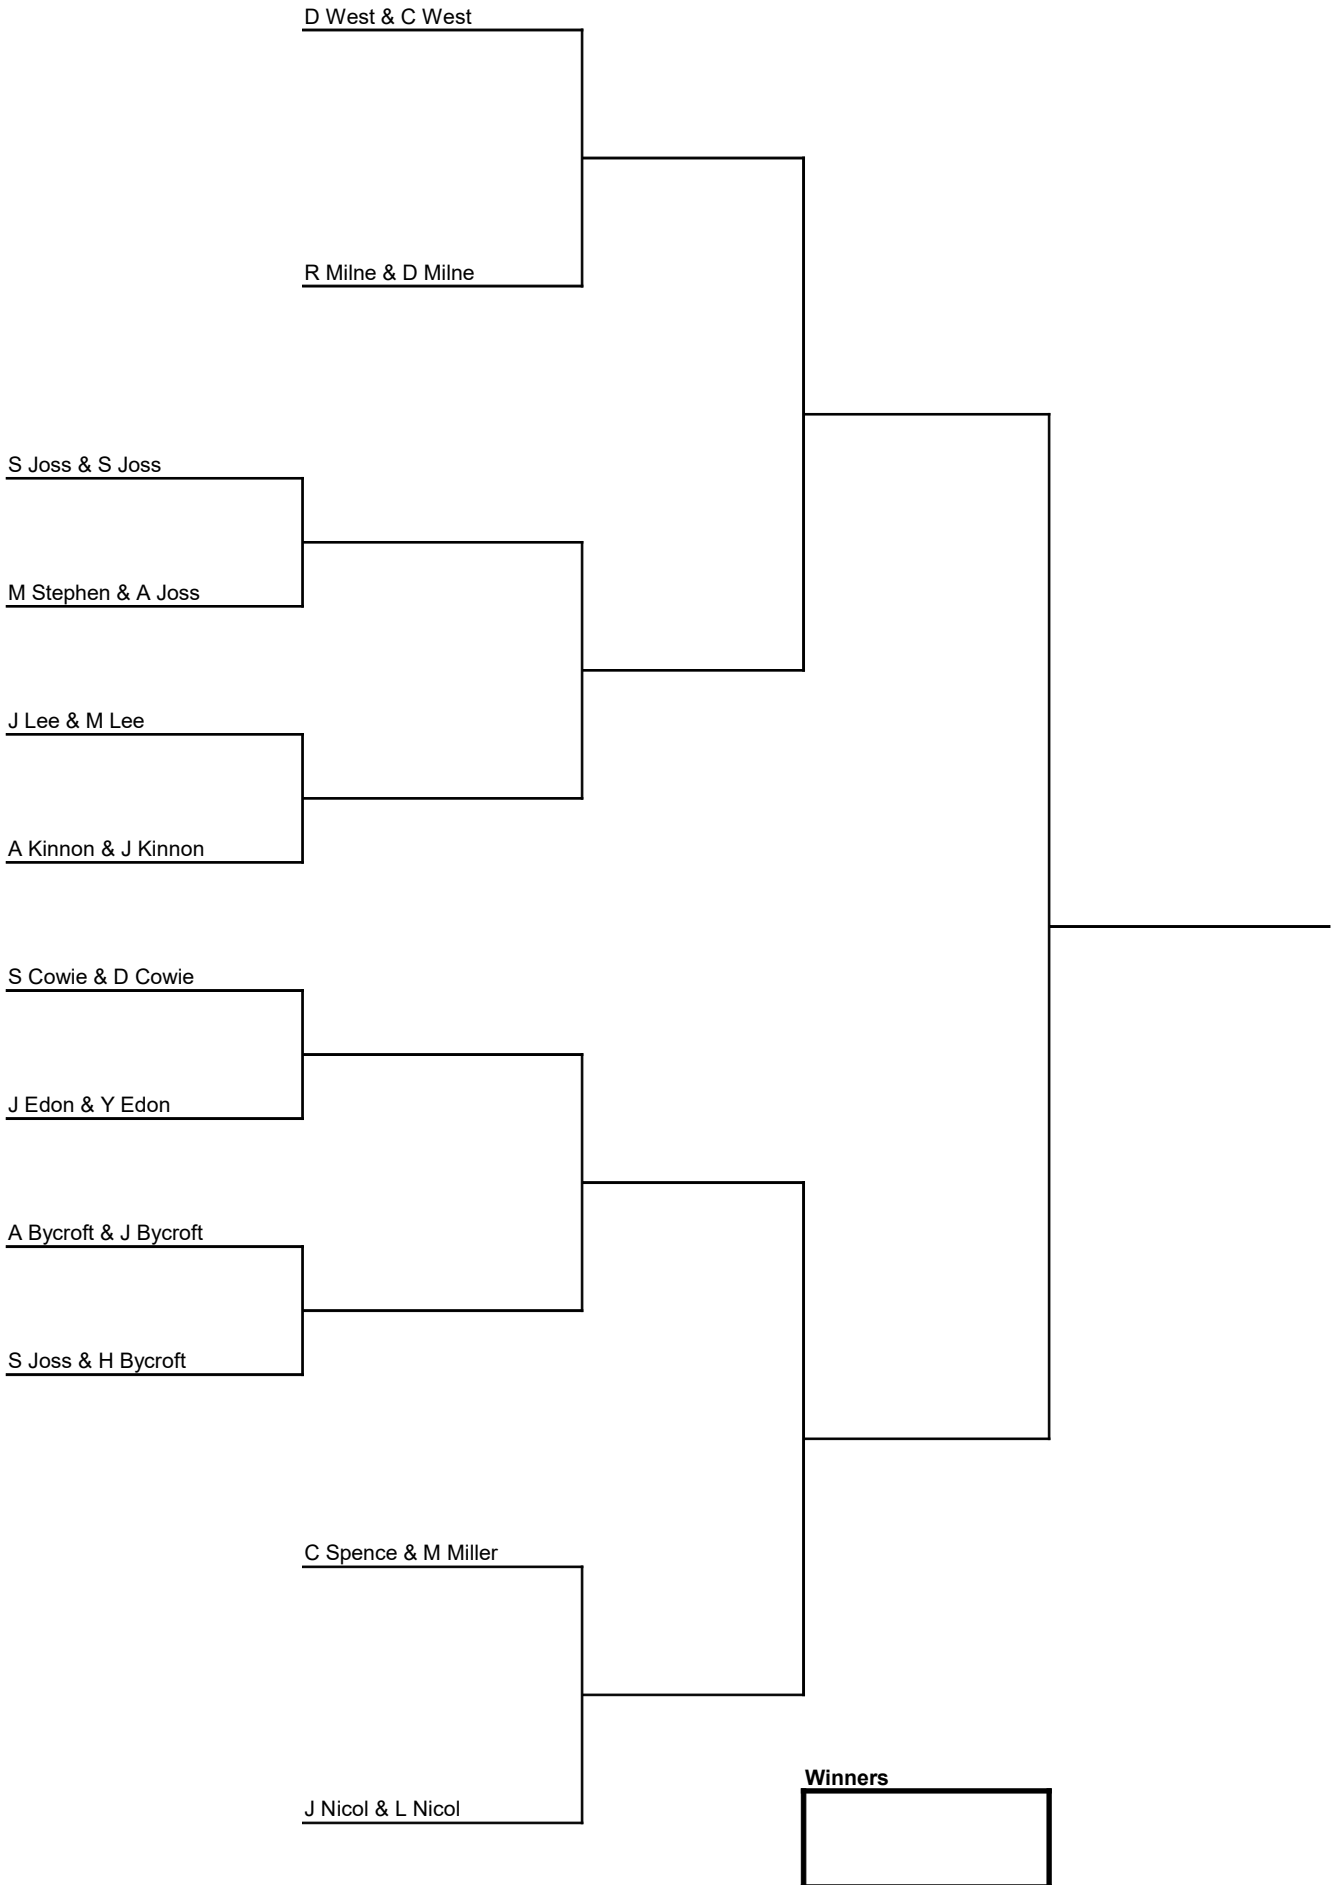 D West & C West
R Milne & D Milne
S Joss & S Joss
M Stephen & A Joss
J Lee & M Lee
A Kinnon & J Kinnon
S Cowie & D Cowie
J Edon & Y Edon
A Bycroft & J Bycroft
S Joss & H Bycroft
C Spence & M Miller
Winners
J Nicol & L Nicol